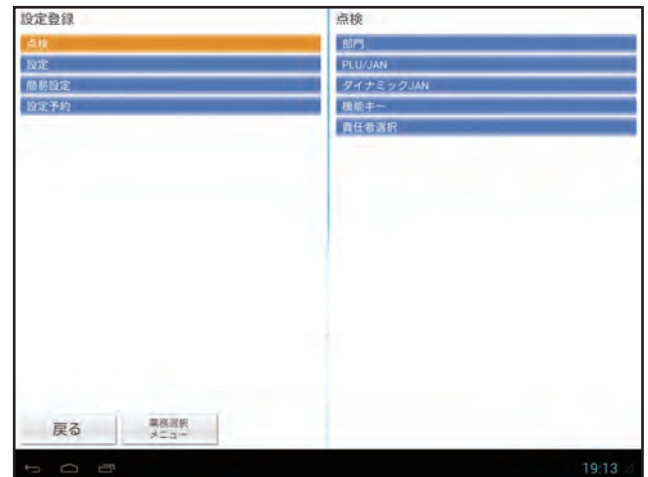 設定登録
点検
設定
簡易設定
設定予約
点検
部門
PLU/JAN
ダイナミックJAN
機能キー
責任者選択
戻る
業務選択
メニュー
19:13